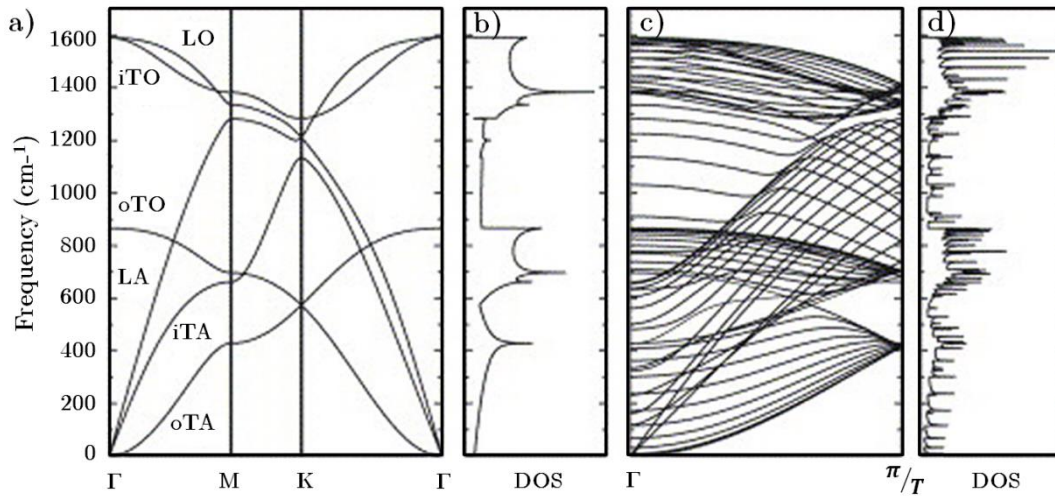 a)
b)
c)
d)
Frequency (cm-1)
1600
1400
1200
1000
800
600
400
200
0
LO
iTO
oTO
LA
iTA
oTA
Γ
M
K
Γ
DOS
Γ
π/T
DOS